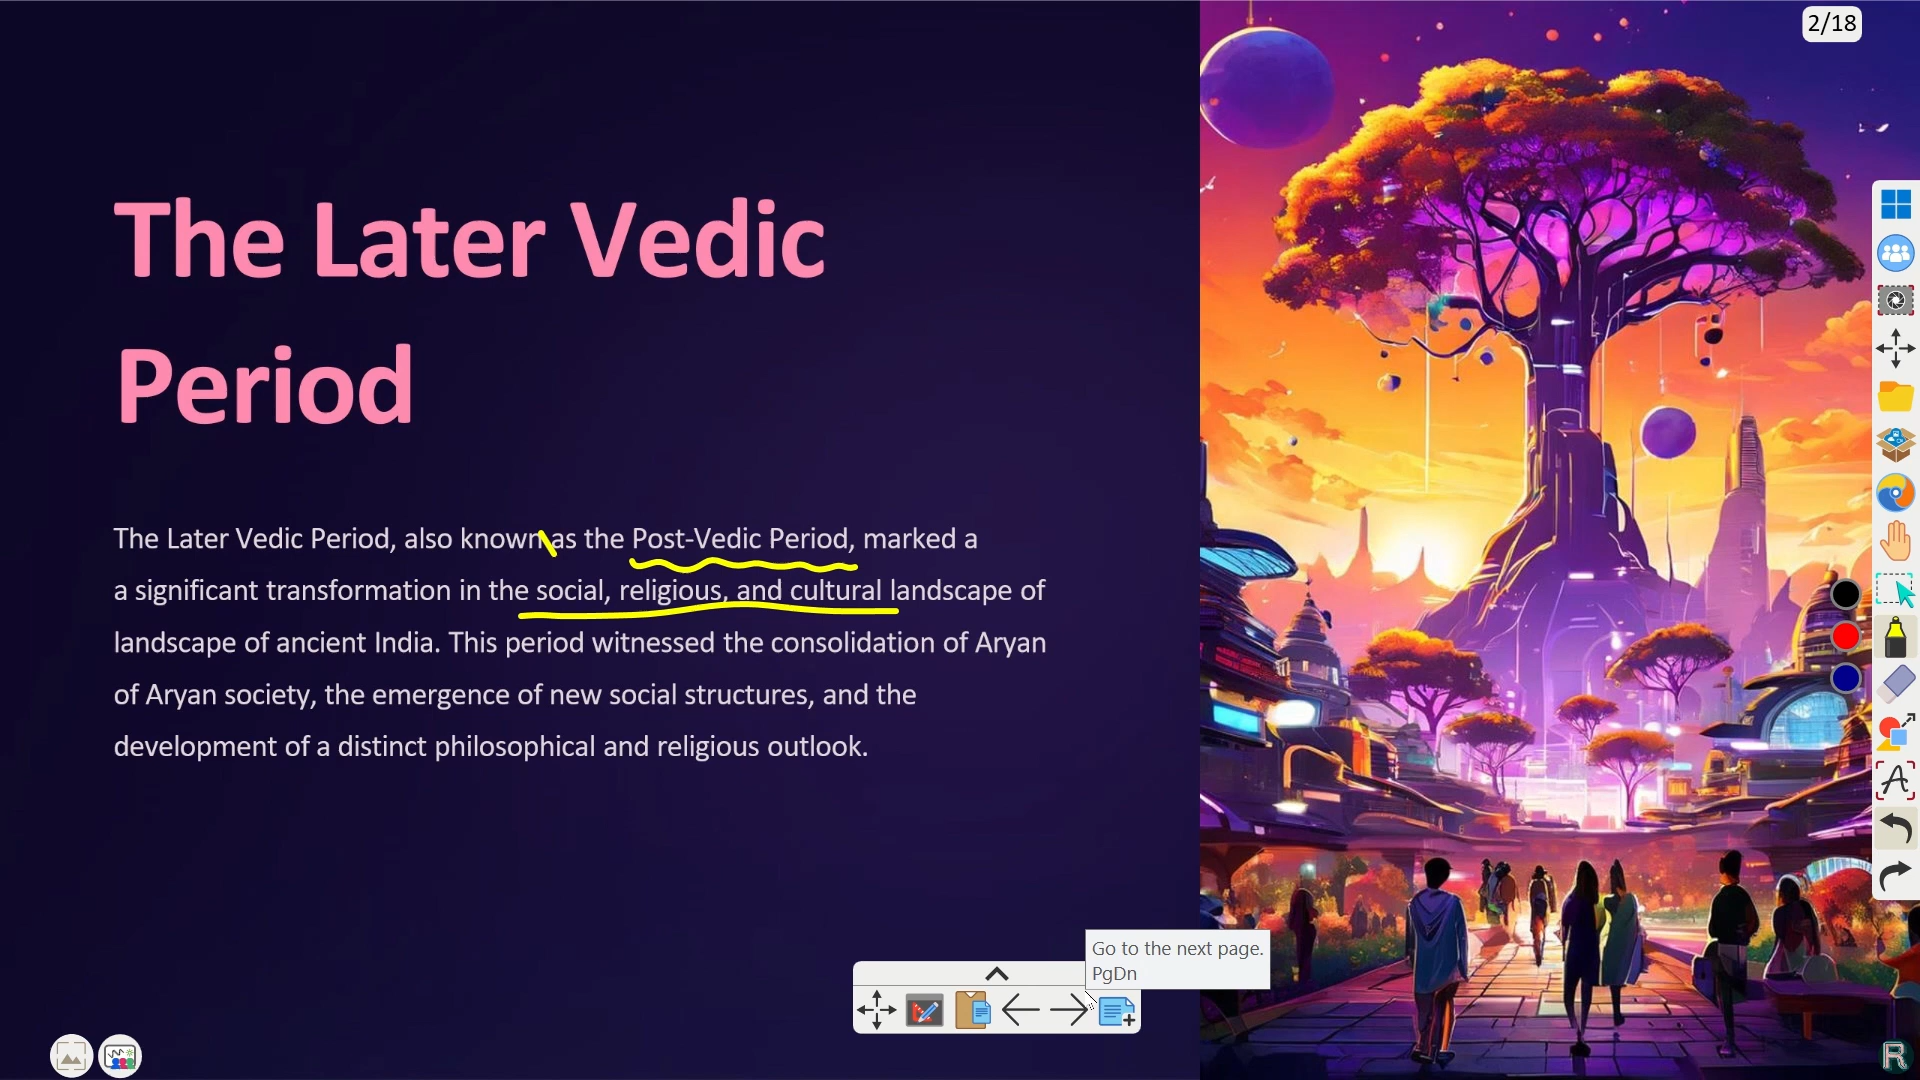 2/18
The Later Vedic
Period
The Later Vedic Period, also known as the Post-Vedic Period, marked a
a significant transformation in the social, religious, and cultural landscape of
landscape of ancient India. This period witnessed the consolidation of Aryan
of Aryan society, the emergence of new social structures, and the
development of a distinct philosophical and religious outlook.
Go to the next page.
PgDn
R